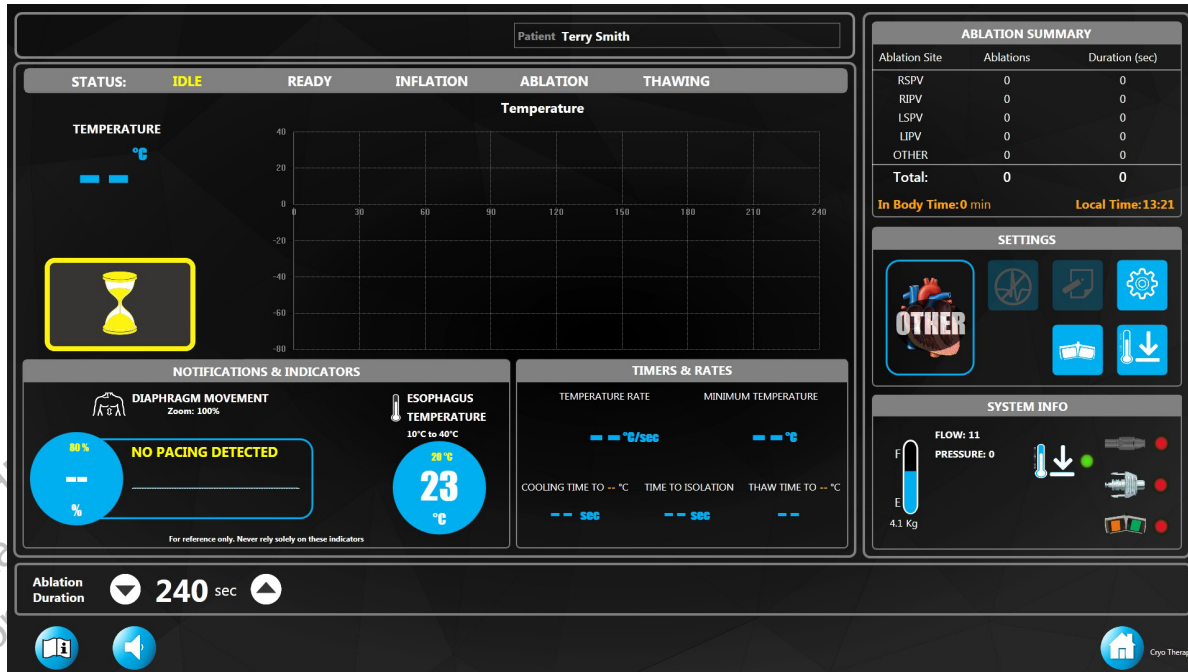 Patient Terry Smith
STATUS: IDLE READY INFLATION ABLATION THAWING
TEMPERATURE
°C
-- --
Temperature
40
20
0
0 30 60 90 120 150 180 210 240
-20
-40
-60
-80
NOTIFICATIONS & INDICATORS
DIAPHRAGM MOVEMENT
Zoom: 100%
80 %
--
%
NO PACING DETECTED
ESOPHAGUS
TEMPERATURE
10°C to 40°C
20 °C
23
°C
For reference only. Never rely solely on these indicators
TIMERS & RATES
TEMPERATURE RATE MINIMUM TEMPERATURE
-- --°C/sec -- --°C
COOLING TIME TO -- °C TIME TO ISOLATION THAW TIME TO -- °C
-- -- sec -- -- sec -- --
ABLATION SUMMARY
Ablation Site Ablations Duration (sec)
RSPV 0 0
RIPV 0 0
LSPV 0 0
LIPV 0 0
OTHER 0 0
Total: 0 0
In Body Time:0 min Local Time:13:21
SETTINGS
OTHER
SYSTEM INFO
F
E
4.1 Kg
FLOW: 11
PRESSURE: 0
Ablation
Duration
240 sec
i
Cryo Therap